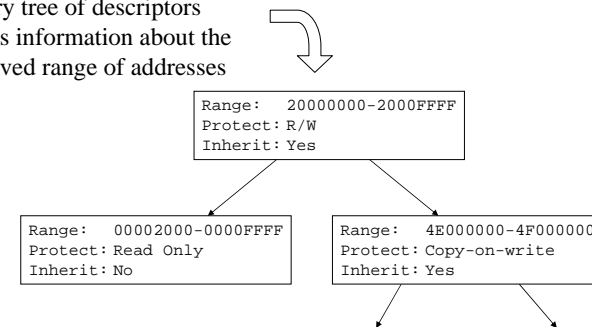 ry tree of descriptors
s information about the
ved range of addresses
Range: 20000000-2000FFFF
Protect: R/W
Inherit: Yes
Range: 00002000-0000FFFF
Protect: Read Only
Inherit: No
Range: 4E000000-4F000000
Protect: Copy-on-write
Inherit: Yes